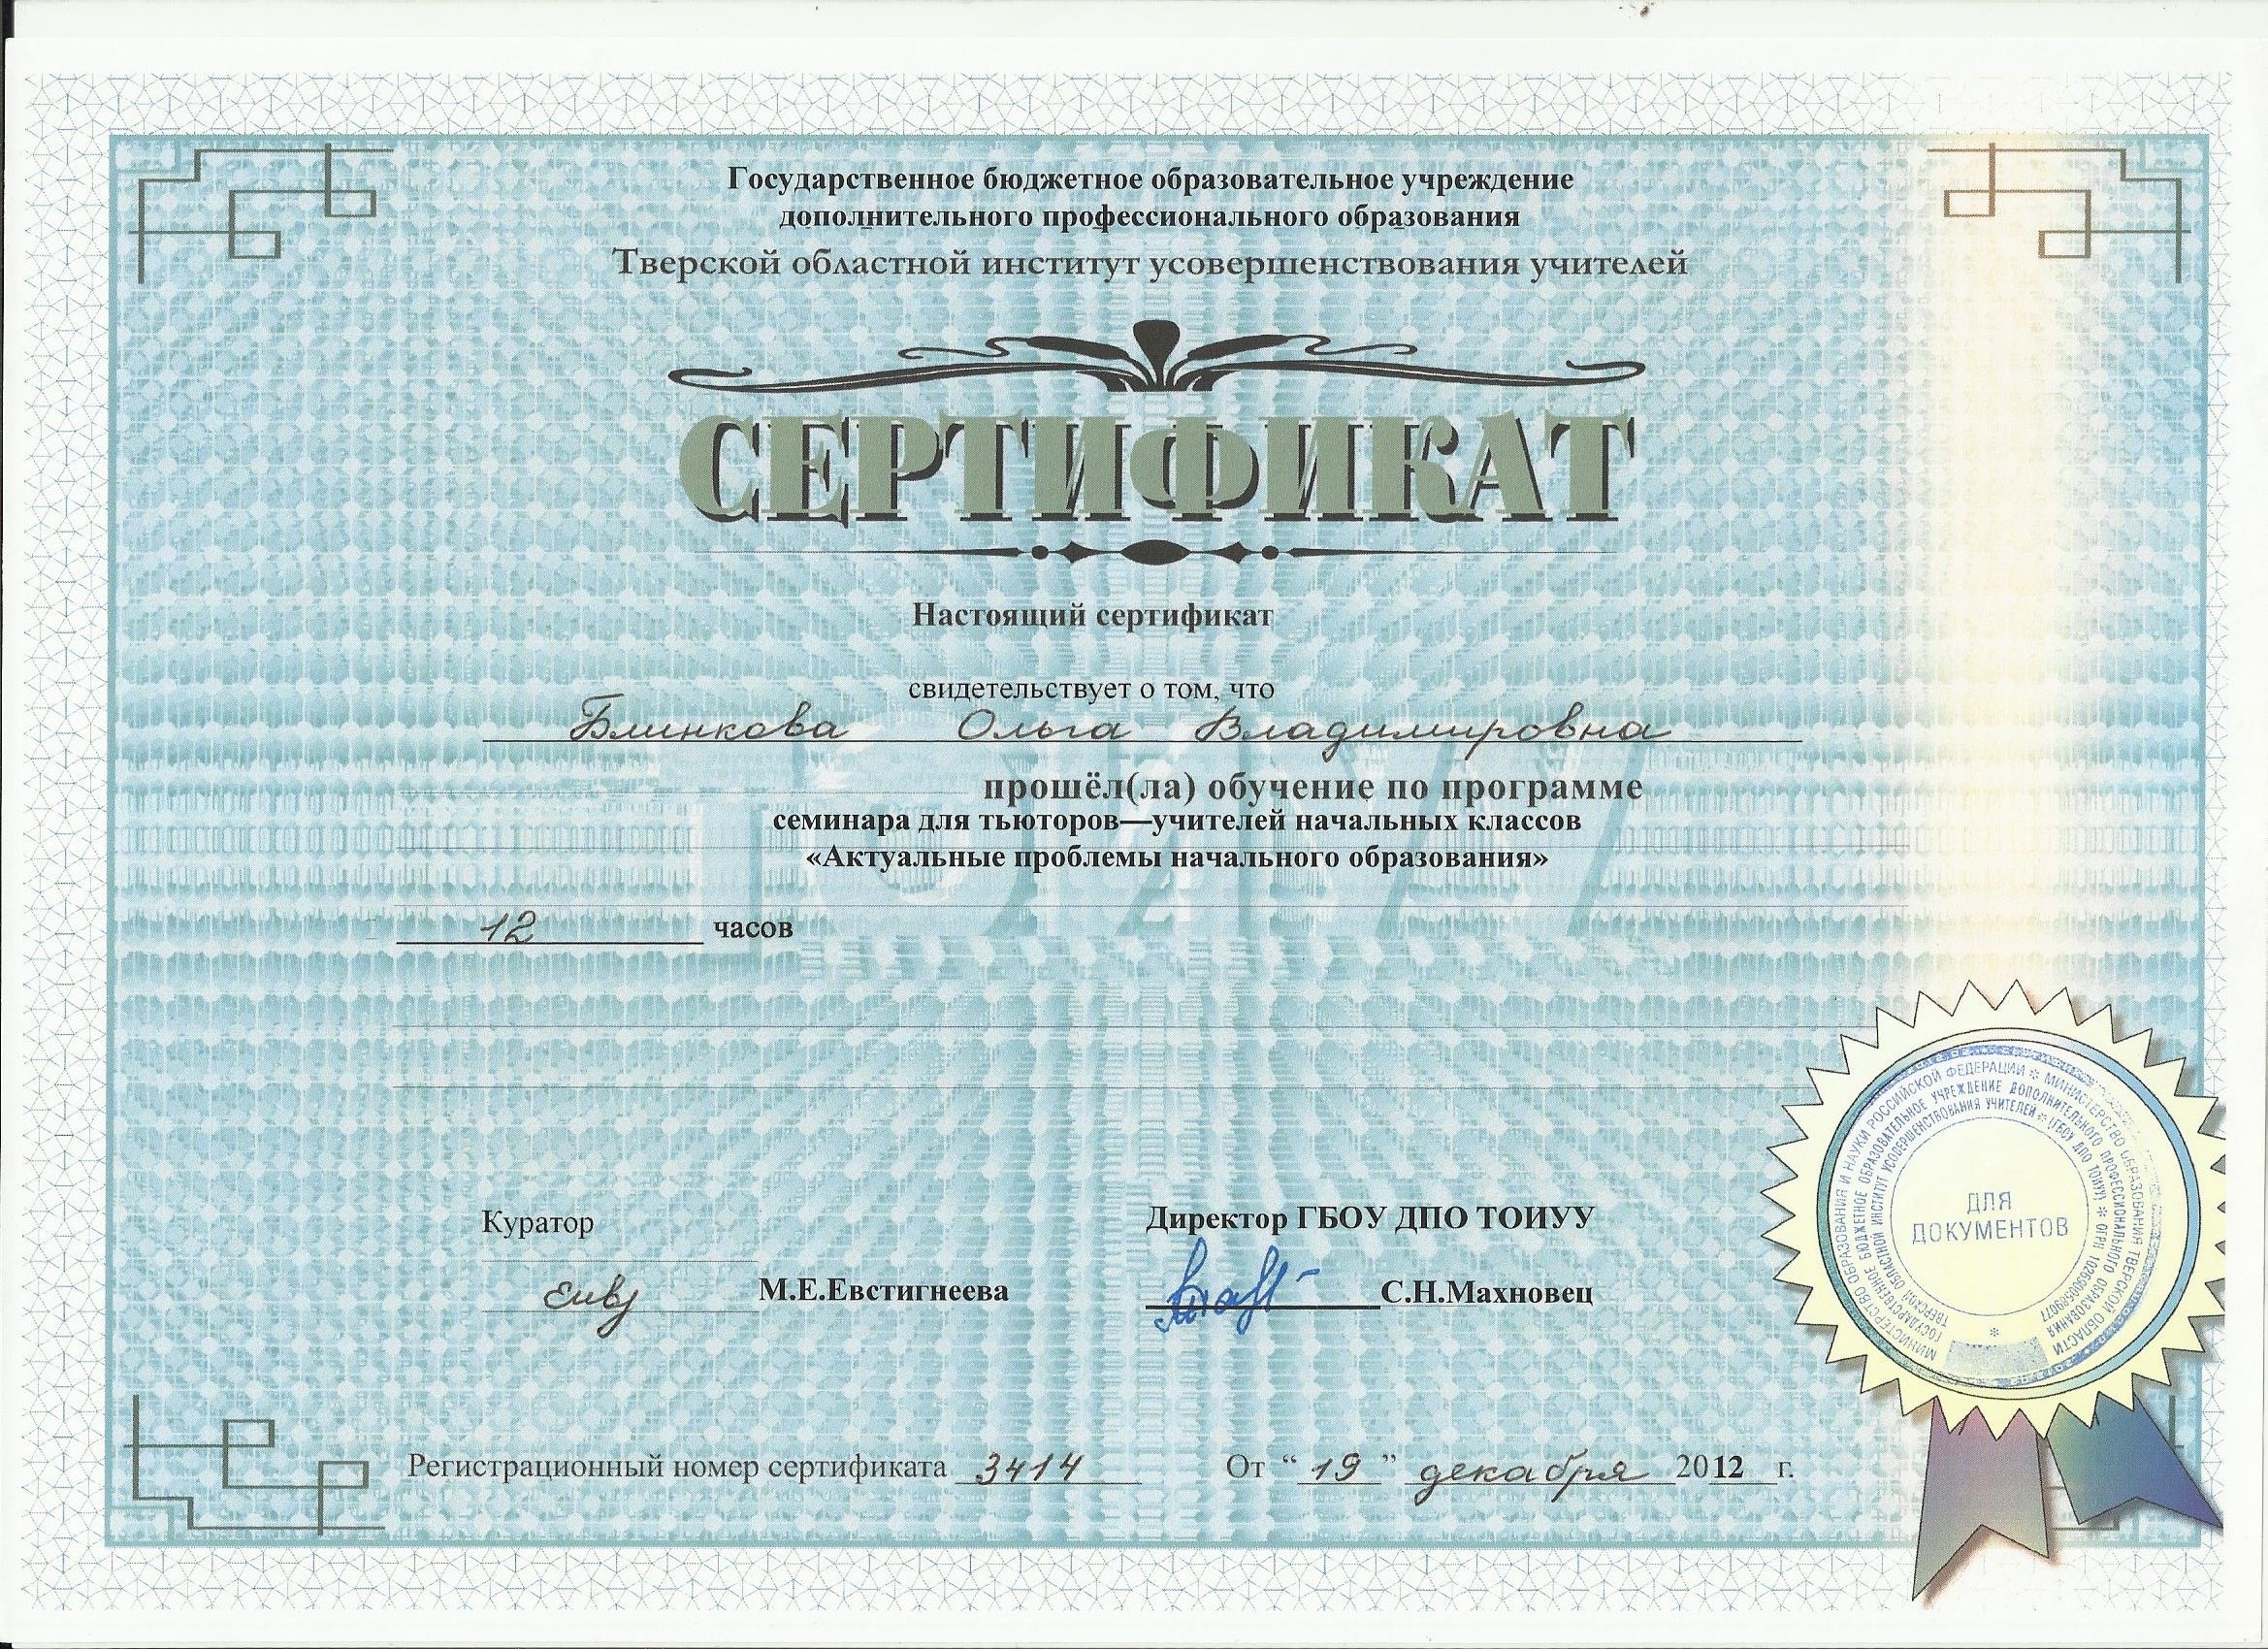 Государственное бюджетное образовательное учреждение
дополнительного профессионального образования
Тверской областной институт усовершенствования учителей
СЕРТИФИКАТ
Настоящий сертификат
свидетельствует о том, что
Блинкова Ольга Владимировна
прошёл(ла) обучение по программе
семинара для тьюторов—учителей начальных классов
«Актуальные проблемы начального образования»
12 часов
Куратор
М.Е.Евстигнеева
Директор ГБОУ ДПО ТОИУУ
С.Н.Махновец
Регистрационный номер сертификата 3414 От “ 19 ” декабря 2012 г.
МИНИСТЕРСТВО ОБРАЗОВАНИЯ И НАУКИ РОССИЙСКОЙ ФЕДЕРАЦИИ * МИНИСТЕРСТВО ОБРАЗОВАНИЯ ТВЕРСКОЙ ОБЛАСТИ
ГОСУДАРСТВЕННОЕ БЮДЖЕТНОЕ ОБРАЗОВАТЕЛЬНОЕ УЧРЕЖДЕНИЕ ДОПОЛНИТЕЛЬНОГО ПРОФЕССИОНАЛЬНОГО ОБРАЗОВАНИЯ
ТВЕРСКОЙ ОБЛАСТНОЙ ИНСТИТУТ УСОВЕРШЕНСТВОВАНИЯ УЧИТЕЛЕЙ * (ГБОУ ДПО ТОИУУ) * ОГРН
ДЛЯ
ДОКУМЕНТОВ